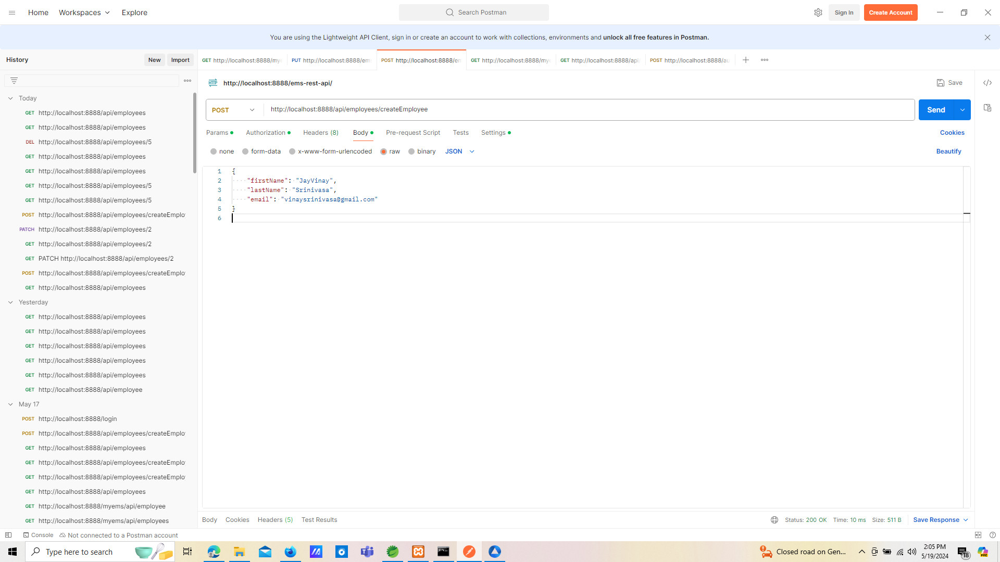 Home
Workspaces
Explore
Search Postman
Sign In
Create Account
You are using the Lightweight API Client, sign in or create an account to work with collections, environments and unlock all free features in Postman.
History
New
Import
GET http://localhost:8888/my
PUT http://localhost:8888/em
POST http://localhost:8888/en
GET http://localhost:8888/my
GET http://localhost:8888/api
POST http://localhost:8888/au
HTTP http://localhost:8888/ems-rest-api/
Save
POST
http://localhost:8888/api/employees/createEmployee
Send
Params
Authorization
Headers (8)
Body
Pre-request Script
Tests
Settings
Cookies
none
form-data
x-www-form-urlencoded
raw
binary
JSON
Beautify
1 {
2 "firstName": "JayVinay",
3 "lastName": "Srinivasa",
4 "email": "vinaysrinivasa@gmail.com"
5 }
6
Today
GET http://localhost:8888/api/employees
GET http://localhost:8888/api/employees
DEL http://localhost:8888/api/employees/5
GET http://localhost:8888/api/employees
GET http://localhost:8888/api/employees
GET http://localhost:8888/api/employees/5
GET http://localhost:8888/api/employees/5
POST http://localhost:8888/api/employees/createEmplo
PATCH http://localhost:8888/api/employees/2
GET http://localhost:8888/api/employees/2
GET PATCH http://localhost:8888/api/employees/2
POST http://localhost:8888/api/employees/createEmplo
GET http://localhost:8888/api/employees
Yesterday
GET http://localhost:8888/api/employees
GET http://localhost:8888/api/employees
GET http://localhost:8888/api/employees
GET http://localhost:8888/api/employees
GET http://localhost:8888/api/employees
GET http://localhost:8888/api/employee
May 17
POST http://localhost:8888/login
POST http://localhost:8888/api/employees/createEmplo
GET http://localhost:8888/api/employees
GET http://localhost:8888/api/employees/createEmplo
GET http://localhost:8888/api/employees/createEmplo
GET http://localhost:8888/api/employees
GET http://localhost:8888/myems/api/employee
GET http://localhost:8888/myems/api/employees
Body
Cookies
Headers (5)
Test Results
Status: 200 OK
Time: 10 ms
Size: 511 B
Save Response
Console
Not connected to a Postman account
Type here to search
Closed road on Gen...
2:05 PM
5/19/2024
18
PRE